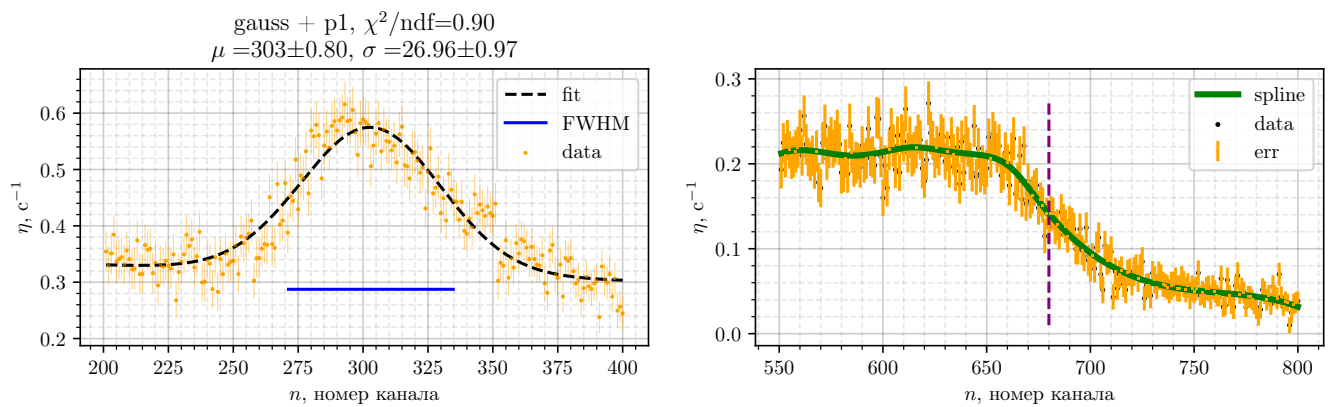 gauss + p1, χ²/ndf=0.90
μ =303±0.80, σ =26.96±0.97
η, с⁻¹
0.6
0.5
0.4
0.3
0.2
fit
FWHM
data
200 225 250 275 300 325 350 375 400
n, номер канала
η, с⁻¹
0.3
0.2
0.1
0.0
spline
data
err
550 600 650 700 750 800
n, номер канала